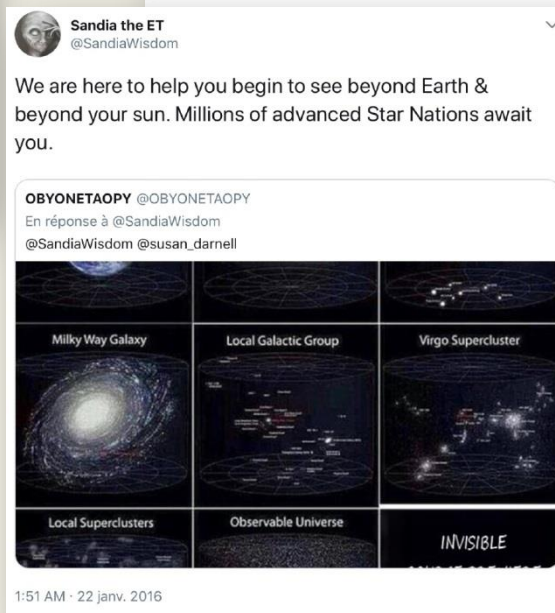 Sandia the ET
@SandiaWisdom
We are here to help you begin to see beyond Earth &
beyond your sun. Millions of advanced Star Nations await
you.
OBYONETAOPY @OBYONETAOPY
En réponse à @SandiaWisdom
@SandiaWisdom @susan_darnell
Milky Way Galaxy
Local Galactic Group
Virgo Supercluster
Local Superclusters
Observable Universe
INVISIBLE
1:51 AM · 22 janv. 2016